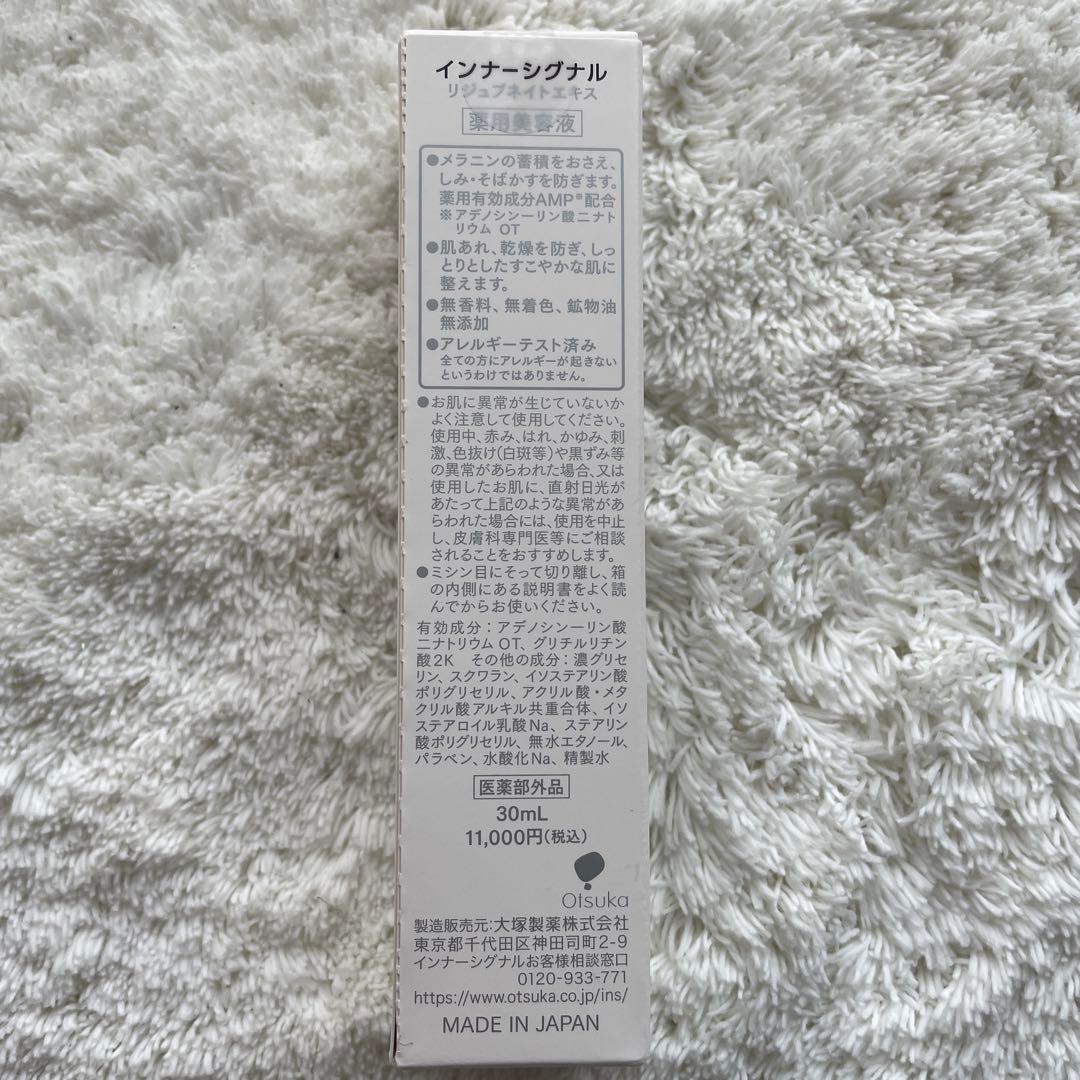 インナーシグナル
リジュブネイトエキス
薬用美容液
●メラニンの蓄積をおさえ、
しみ・そばかすを防ぎます。
薬用有効成分AMP※配合
※アデノシン一リン酸二ナト
リウム OT
●肌あれ、乾燥を防ぎ、しっ
とりとしたすこやかな肌に
整えます。
●無香料、無着色、鉱物油
無添加
●アレルギーテスト済み
全ての方にアレルギーが起きない
というわけではありません。
●お肌に異常が生じていないか
よく注意して使用してください。
使用中、赤み、はれ、かゆみ、刺
激、色抜け(白斑等)や黒ずみ等
の異常があらわれた場合、又は
使用したお肌に、直射日光が
あたって上記のような異常があ
らわれた場合には、使用を中止
し、皮膚科専門医等にご相談
されることをおすすめします。
●ミシン目にそって切り離し、箱
の内側にある説明書をよく読
んでからお使いください。
有効成分：アデノシン一リン酸
二ナトリウム OT、グリチルリチン
酸2K その他の成分：濃グリセ
リン、スクワラン、イソステアリン酸
ポリグリセリル、アクリル酸・メタ
クリル酸アルキル共重合体、イソ
ステアロイル乳酸Na、ステアリン
酸ポリグリセリル、無水エタノール、
パラベン、水酸化Na、精製水
医薬部外品
30mL
11,000円(税込)
Otsuka
製造販売元:大塚製薬株式会社
東京都千代田区神田司町2-9
インナーシグナルお客様相談窓口
0120-933-771
https://www.otsuka.co.jp/ins/
MADE IN JAPAN